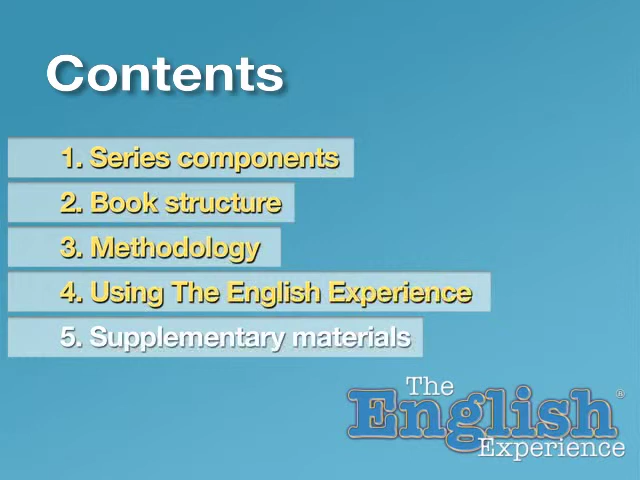 Contents
1. Series components
2. Book structure
3. Methodology
4. Using The English Experience
5. Supplementary materials
The
English®
Experience